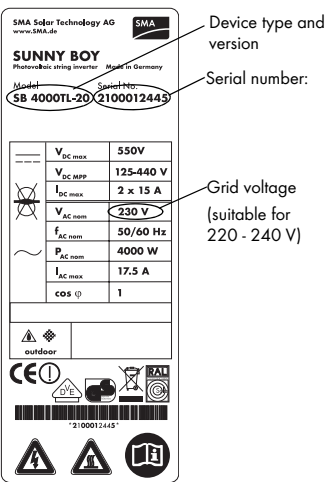 SMA Solar Technology AG
www.SMA.de
SMA
SUNNY BOY
Photovoltaic string inverter Made in Germany
Model Serial No:
SB 4000TL-20 2100012445
V DC max 550V
V DC MPP 125-440 V
I DC max 2 x 15 A
V AC nom 230 V
f AC nom 50/60 Hz
P AC nom 4000 W
I AC max 17.5 A
cos φ 1
outdoor
CE
DVE
RAL
*2100012445*
Device type and
version
Serial number:
Grid voltage
(suitable for
220 - 240 V)